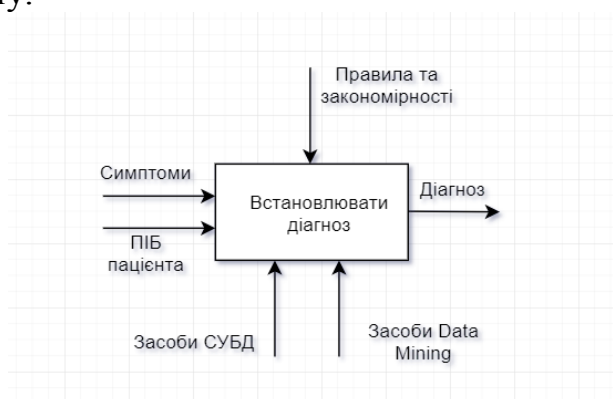 Правила та
закономірності
Симптоми
Встановлювати
діагноз
Діагноз
ПІБ
пацієнта
Засоби СУБД
Засоби Data
Mining